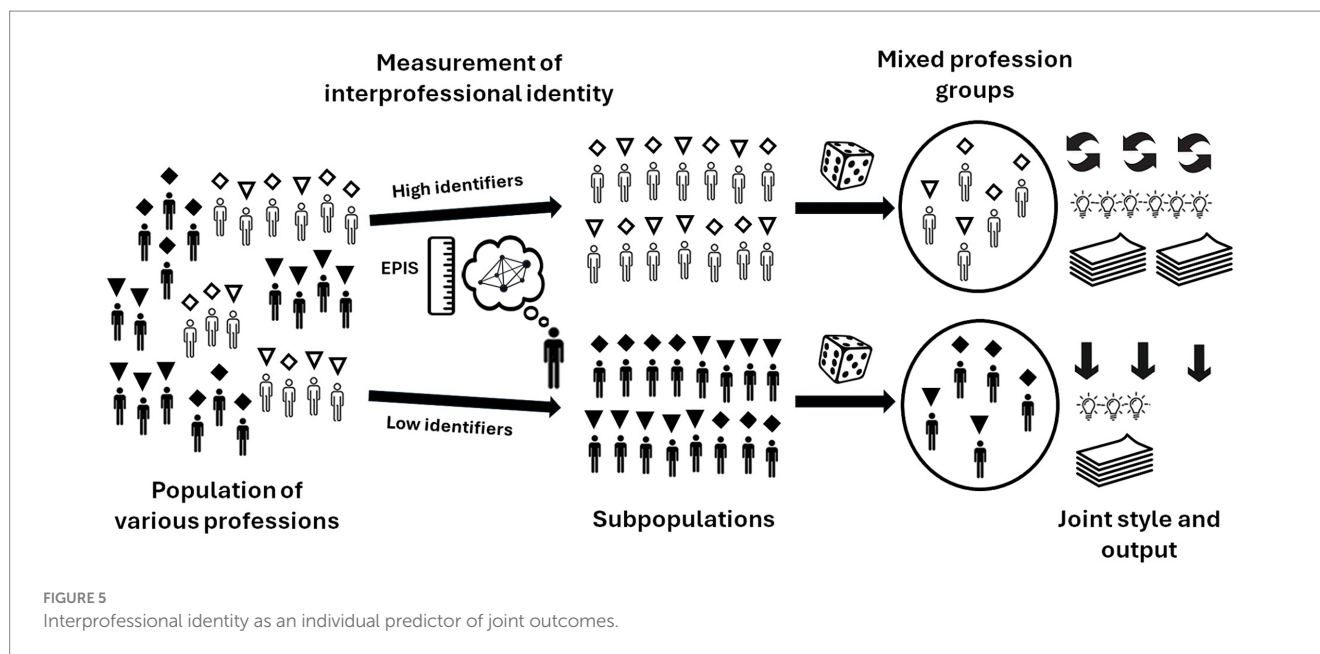 Measurement of
interprofessional identity
Mixed profession
groups
High identifiers
EPIS
Low identifiers
Population of
various professions
Subpopulations
Joint style and
output
FIGURE 5
Interprofessional identity as an individual predictor of joint outcomes.